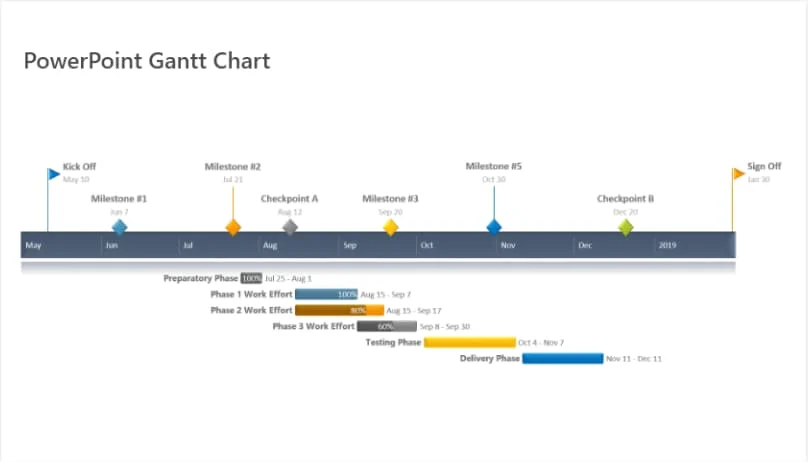 PowerPoint Gantt Chart
Kick Off
May 10
Milestone #1
Jun 7
Milestone #2
Jul 21
Checkpoint A
Aug 12
Milestone #3
Sep 20
Milestone #5
Oct 30
Checkpoint B
Dec 20
Sign Off
Jan 30
May Jun Jul Aug Sep Oct Nov Dec 2019
Preparatory Phase 100% Jul 25 - Aug 1
Phase 1 Work Effort 100% Aug 15 - Sep 7
Phase 2 Work Effort 80% Aug 15 - Sep 17
Phase 3 Work Effort 60% Sep 8 - Sep 30
Testing Phase Oct 4 - Nov 7
Delivery Phase Nov 11 - Dec 11